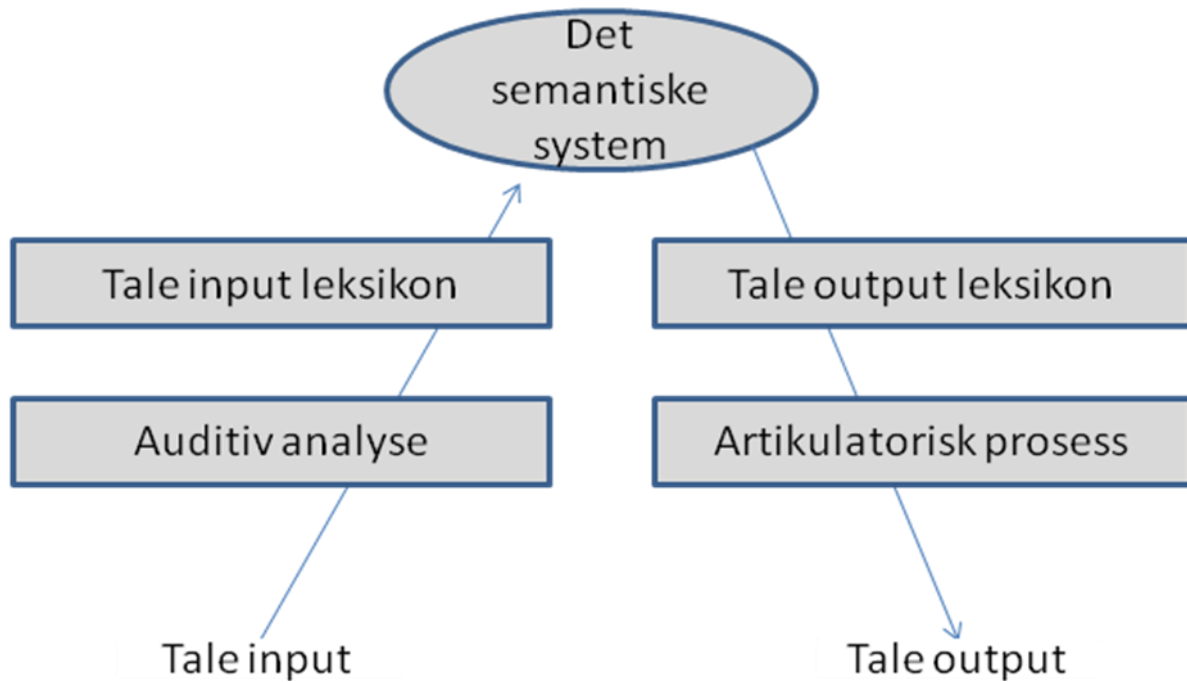 Det
semantiske
system
Tale input leksikon
Tale output leksikon
Auditiv analyse
Artikulatorisk prosess
Tale input
Tale output